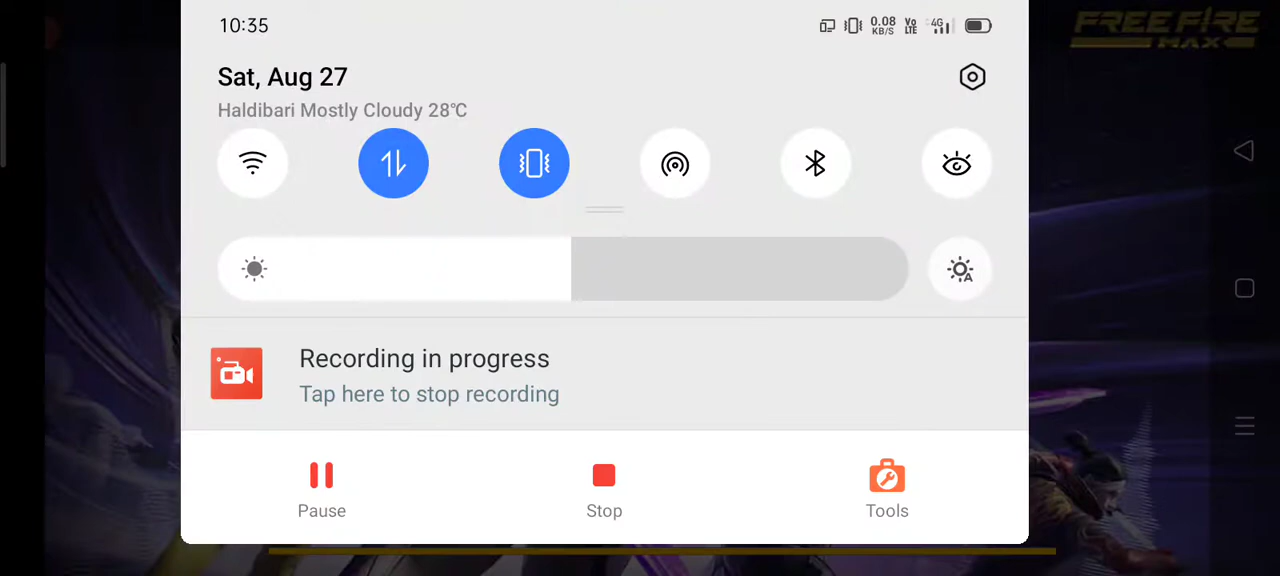 10:35
0.08
KB/S
Vo
LTE
4G
FREE FIRE
MAX
Sat, Aug 27
Haldibari Mostly Cloudy 28℃
A
Recording in progress
Tap here to stop recording
Pause
Stop
Tools